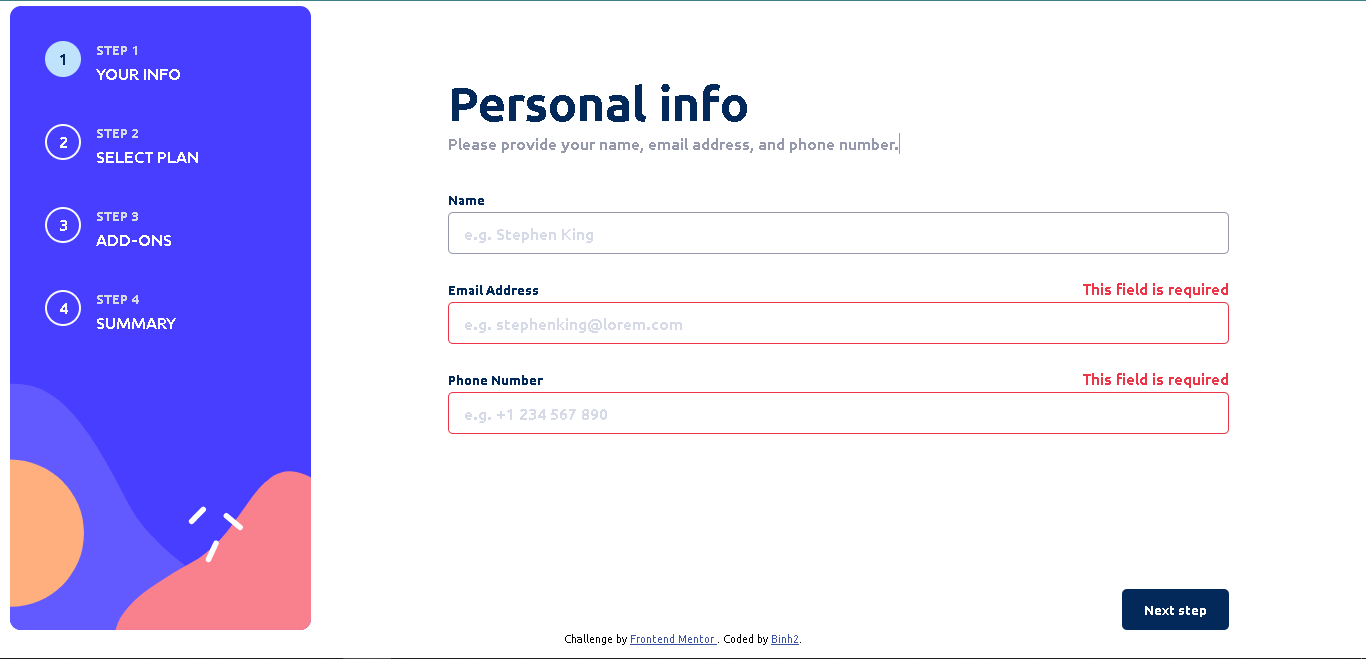 1
STEP 1
YOUR INFO
2
STEP 2
SELECT PLAN
3
STEP 3
ADD-ONS
4
STEP 4
SUMMARY
Personal info
Please provide your name, email address, and phone number.
Name
e.g. Stephen King
Email Address
This field is required
e.g. stephenking@lorem.com
Phone Number
This field is required
e.g. +1 234 567 890
Next step
Challenge by Frontend Mentor . Coded by Binh2.